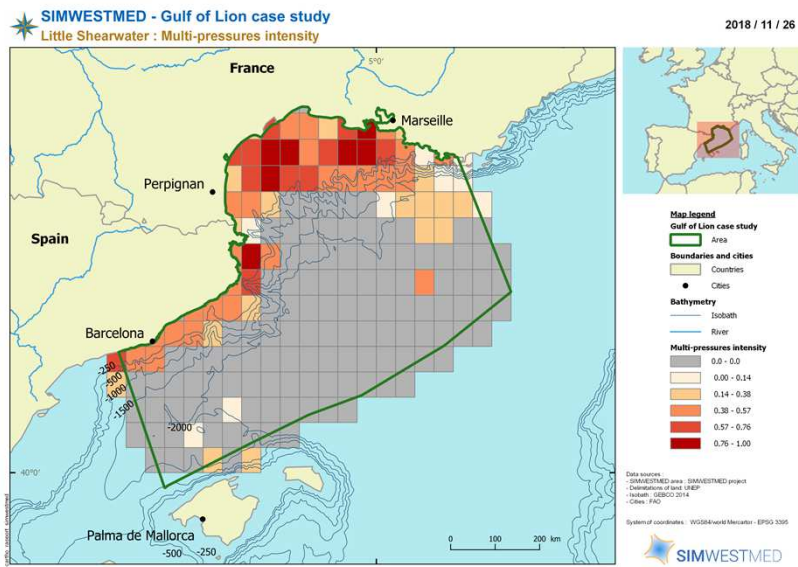 SIMWESTMED - Gulf of Lion case study
Little Shearwater : Multi-pressures intensity
2018 / 11 / 26
5°0'
France
Marseille
Perpignan
Spain
Barcelona
-250
-500
-1000
-1500
-2000
40°0'
Palma de Mallorca
-500
-250
0 100 200 km
Map legend
Gulf of Lion case study
Area
Boundaries and cities
Countries
Cities
Bathymetry
Isobath
River
Multi-pressures intensity
0.0 - 0.0
0.00 - 0.14
0.14 - 0.38
0.38 - 0.57
0.57 - 0.76
0.76 - 1.00
Data sources :
- SIMWESTMED area : SIMWESTMED project
- Delimitations of land: UNEP
- Isobath : GEBCO 2014
- Cities : FAO
System of coordinates : WGS84/world Mercartor - EPSG 3395
SIMWESTMED